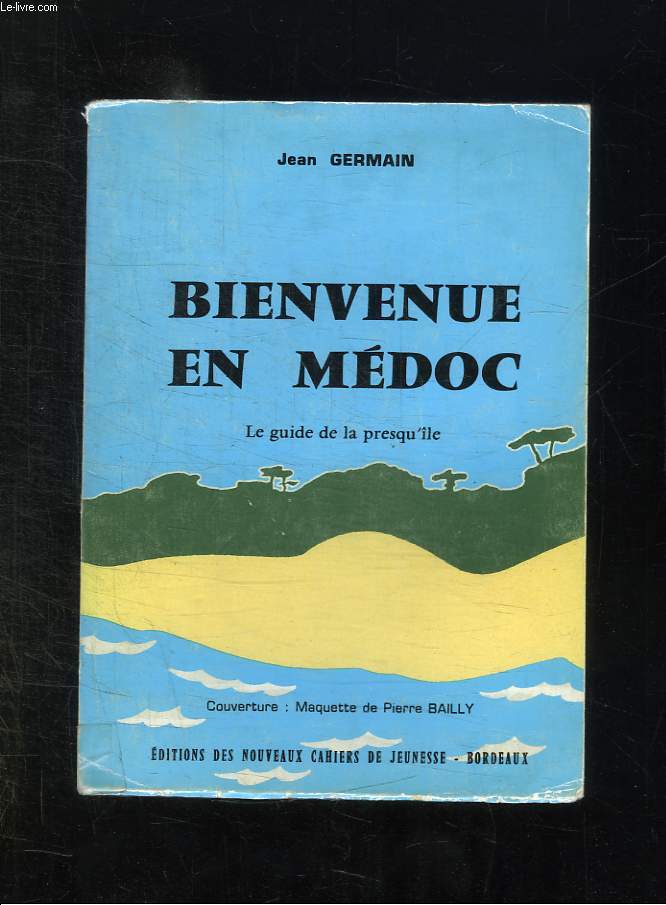 Le-livre.com
Jean GERMAIN
BIENVENUE
EN MÉDOC
Le guide de la presqu'île
Couverture : Maquette de Pierre BAILLY
ÉDITIONS DES NOUVEAUX CAHIERS DE JEUNESSE - BORDEAUX